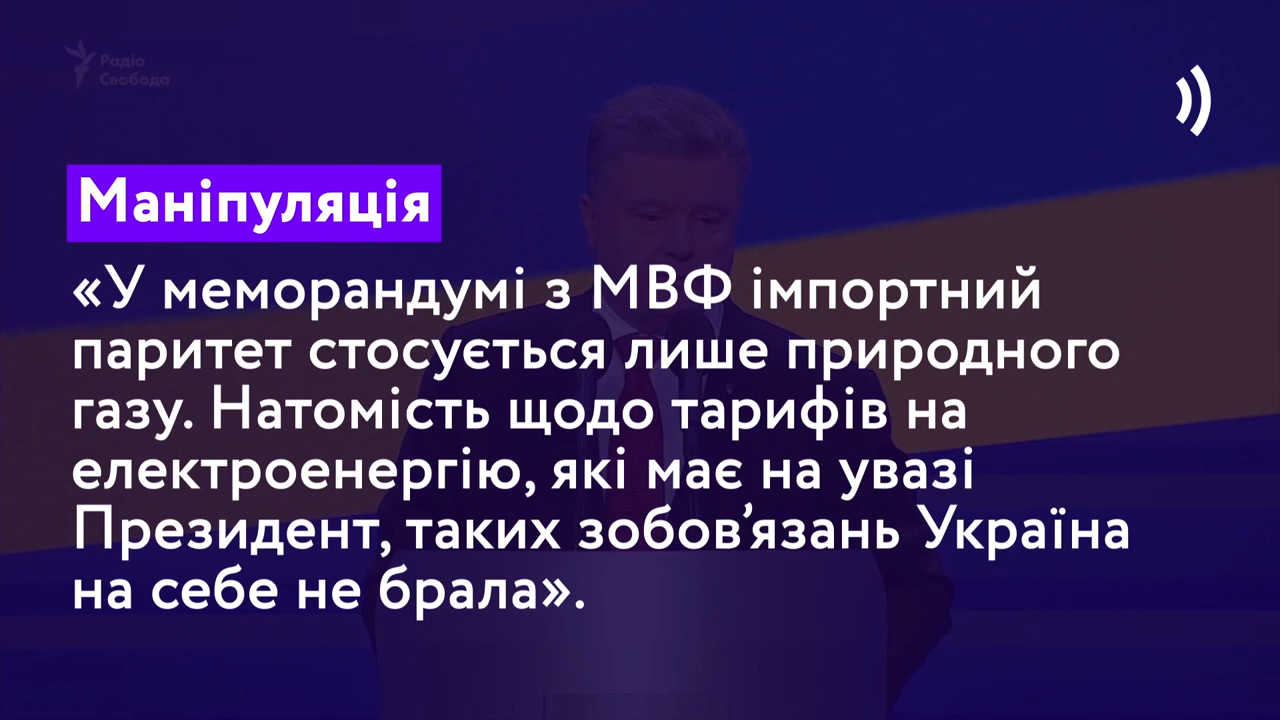 Радіо
Свобода
Маніпуляція
«У меморандумі з МВФ імпортний
паритет стосується лише природного
газу. Натомість щодо тарифів на
електроенергію, які має на увазі
Президент, таких зобов’язань Україна
на себе не брала».